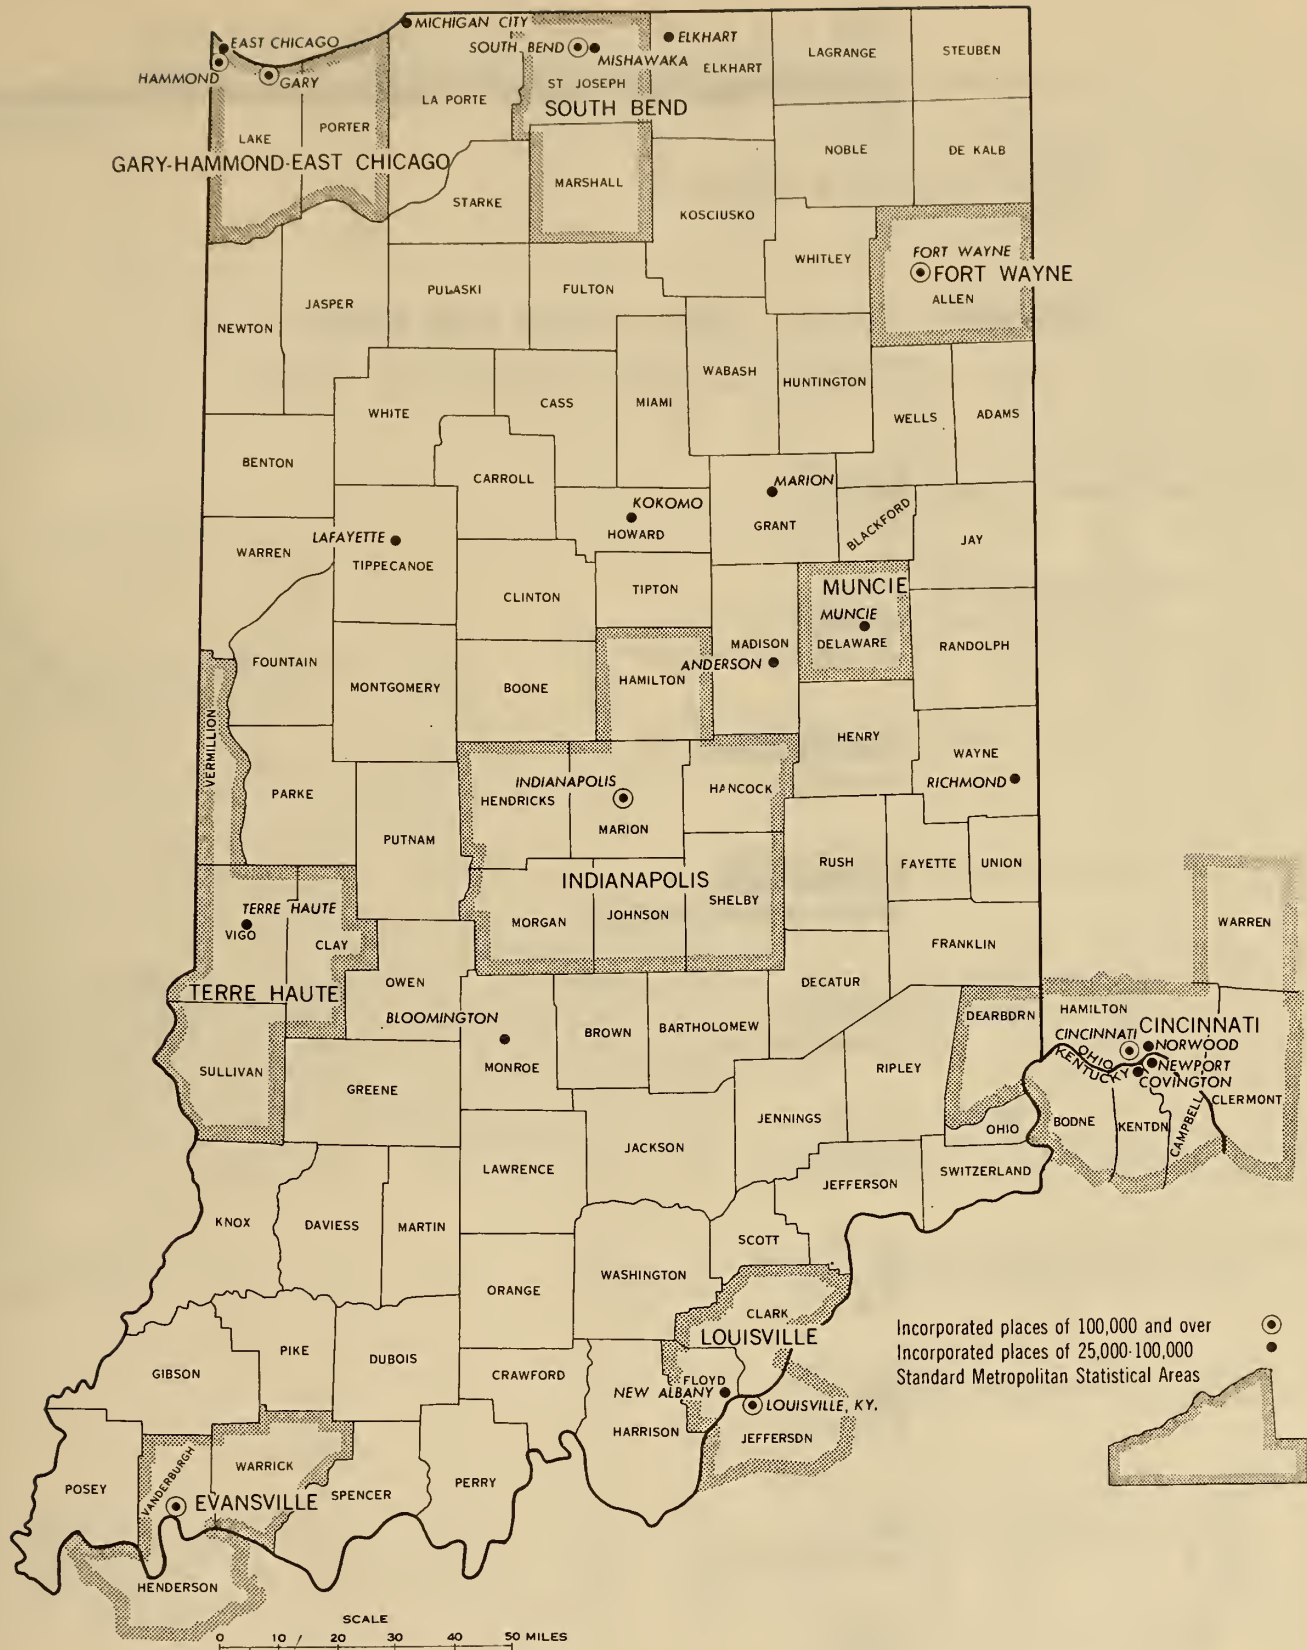 MICHIGAN CITY
EAST CHICAGO
SOUTH BEND
ELKHART
LAGRANGE
STEUBEN
HAMMOND
GARY
MISHAWAKA
ELKHART
ST JOSEPH
LA PORTE
SOUTH BEND
LAKE
PORTER
NOBLE
DE KALB
GARY-HAMMOND-EAST CHICAGO
MARSHALL
STARKE
KOSCIUSKO
WHITLEY
FORT WAYNE
FORT WAYNE
ALLEN
PULASKI
FULTON
JASPER
NEWTON
WABASH
HUNTINGTON
WHITE
CASS
MIAMI
WELLS
ADAMS
BENTON
CARROLL
MARION
KOKOMO
GRANT
BLACKFORD
HOWARD
LAFAYETTE
JAY
WARREN
TIPPECANOE
CLINTON
TIPTON
MUNCIE
MUNCIE
MADISON
DELAWARE
RANDOLPH
FOUNTAIN
ANDERSON
HAMILTON
MONTGOMERY
BOONE
VERMILLION
HENRY
WAYNE
RICHMOND
INDIANAPOLIS
PARKE
HENDRICKS
HANCOCK
MARION
PUTNAM
RUSH
FAYETTE
UNION
INDIANAPOLIS
SHELBY
TERRE HAUTE
MORGAN
JOHNSON
WARREN
VIGO
CLAY
FRANKLIN
OWEN
DECATUR
TERRE HAUTE
BLOOMINGTON
DEARBDRN
HAMILTON
BROWN
BARTHOLOMEW
CINCINNATI
CINCINNATI
NORWOOD
OHIO
KENTUCKY
NEWPORT
COVINGTON
SULLIVAN
MONROE
RIPLEY
GREENE
CLERMONT
JENNINGS
OHIO
BODNE
KENTDN
CAMPBELL
JACKSON
LAWRENCE
SWITZERLAND
JEFFERSON
KNOX
DAVIESS
MARTIN
SCOTT
WASHINGTON
ORANGE
CLARK
LOUISVILLE
Incorporated places of 100,000 and over
Incorporated places of 25,000-100,000
Standard Metropolitan Statistical Areas
PIKE
DUBOIS
GIBSON
CRAWFORD
FLOYD
NEW ALBANY
LOUISVILLE, KY.
HARRISON
JEFFERSDN
WARRICK
VANDERBURGH
POSEY
PERRY
SPENCER
EVANSVILLE
HENDERSON
SCALE
0 10 20 30 40 50 MILES